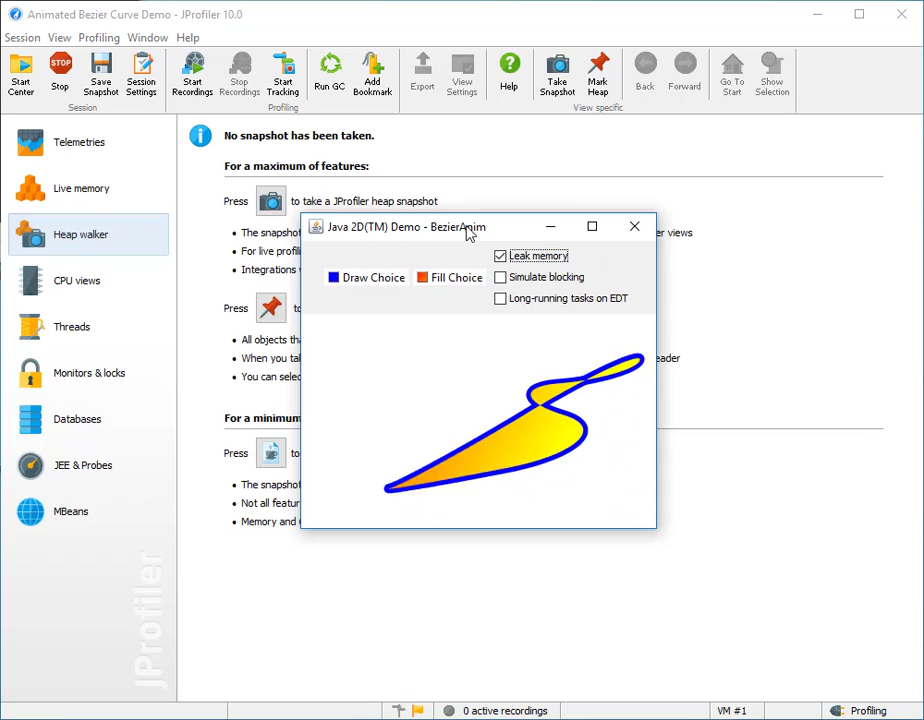 Animated Bezier Curve Demo - JProfiler 10.0
Session View Profiling Window Help
Start Center
Stop
Save Snapshot
Session Settings
Start Recordings
Stop Recordings
Start Tracking
Run GC
Add Bookmark
Export
View Settings
Help
Take Snapshot
Mark Heap
Back
Forward
Go To Start
Show Selection
Session
Profiling
View specific
Telemetries
Live memory
Heap walker
CPU views
Threads
Monitors & locks
Databases
JEE & Probes
MBeans
JProfiler
No snapshot has been taken.
For a maximum of features:
Press to take a JProfiler heap snapshot
• The snapshot er views
• For live profil
• Integrations
Press to
• All objects th
• When you tak eader
• You can selec
For a minimum
Press to
• The snapshot
• Not all featur
• Memory and
Java 2D(TM) Demo - BezierAnim
Leak memory
Draw Choice Fill Choice Simulate blocking
Long-running tasks on EDT
0 active recordings VM #1 Profiling